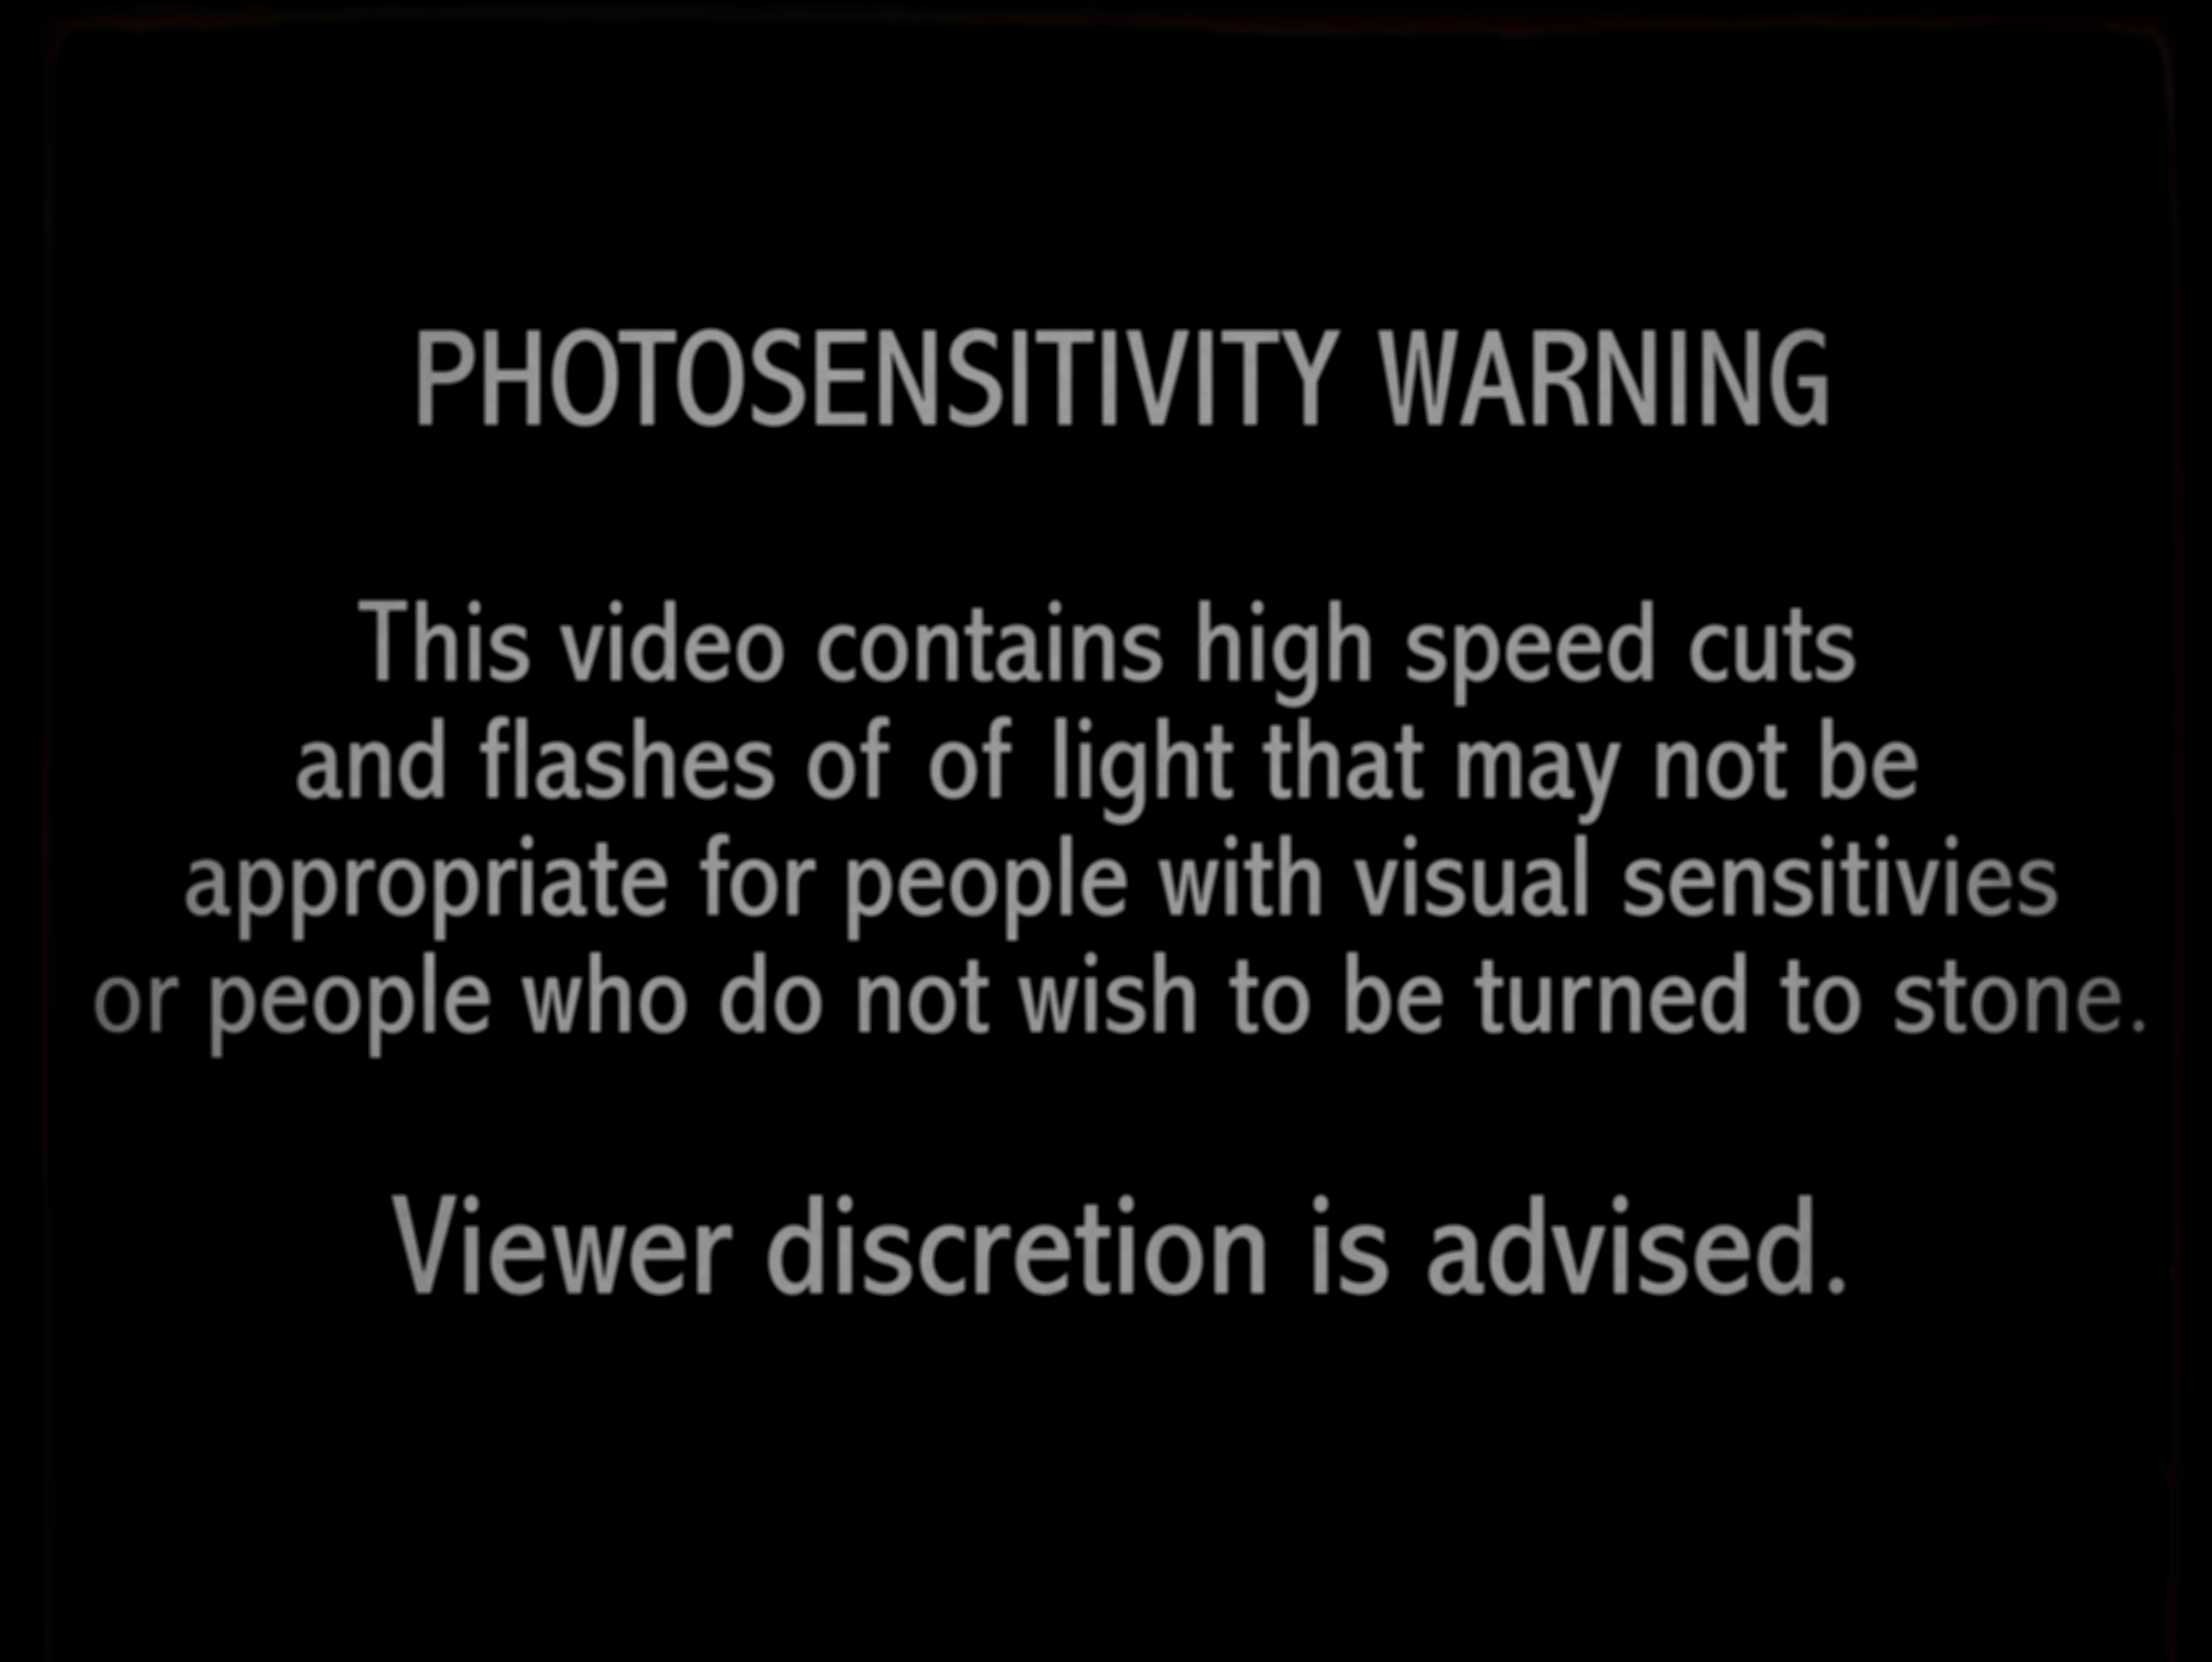 PHOTOSENSITIVITY WARNING
This video contains high speed cuts
and flashes of of light that may not be
appropriate for people with visual sensitivies
or people who do not wish to be turned to stone.
Viewer discretion is advised.